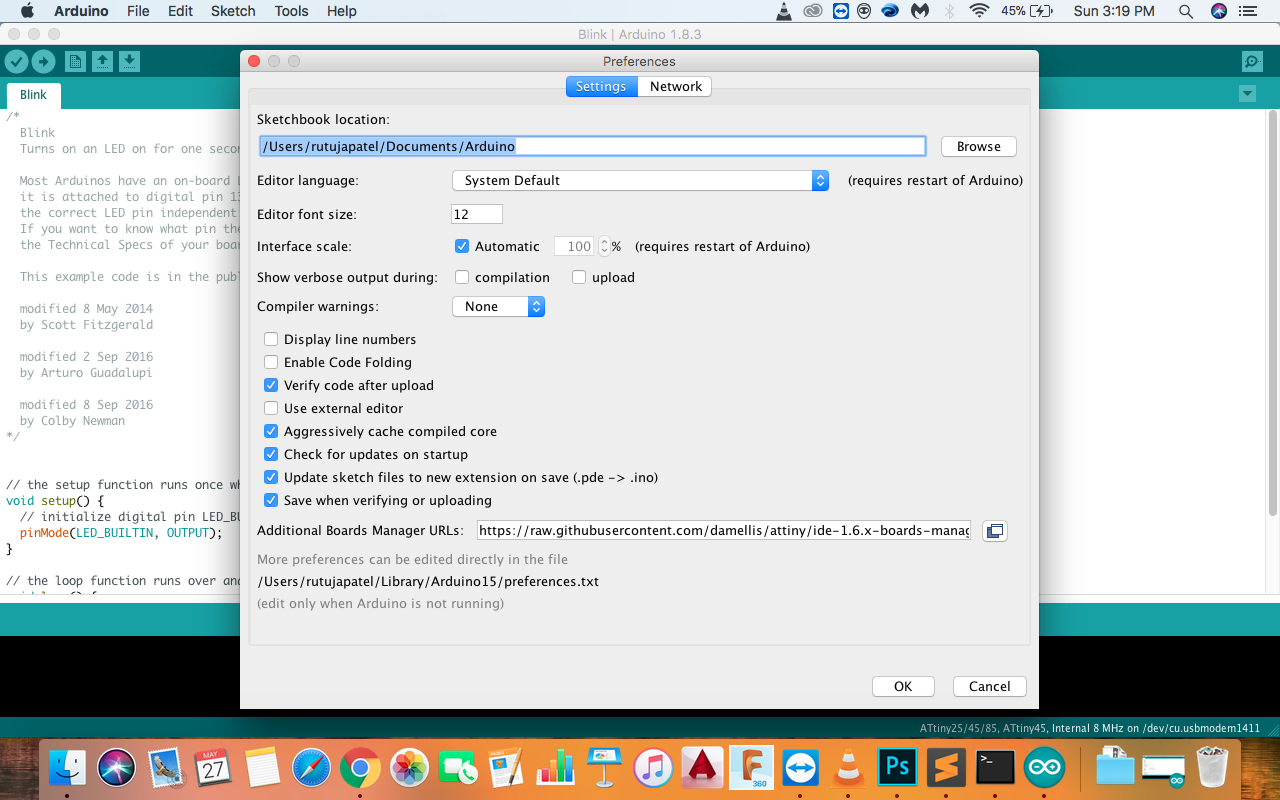 Arduino File Edit Sketch Tools Help 45% Sun 3:19 PM
Blink | Arduino 1.8.3
Preferences
Settings Network
Blink
Sketchbook location:
/Users/rutujapatel/Documents/Arduino Browse
Editor language: System Default (requires restart of Arduino)
Editor font size: 12
Interface scale: Automatic 100 % (requires restart of Arduino)
Show verbose output during: compilation upload
Compiler warnings: None
Display line numbers
Enable Code Folding
Verify code after upload
Use external editor
Aggressively cache compiled core
Check for updates on startup
Update sketch files to new extension on save (.pde -> .ino)
Save when verifying or uploading
Additional Boards Manager URLs: https://raw.githubusercontent.com/damellis/attiny/ide-1.6.x-boards-manag
More preferences can be edited directly in the file
/Users/rutujapatel/Library/Arduino15/preferences.txt
(edit only when Arduino is not running)
OK Cancel
/*
Blink
Turns on an LED on for one secon
Most Arduinos have an on-board
it is attached to digital pin 13
the correct LED pin independent
If you want to know what pin the
the Technical Specs of your boar
This example code is in the publ
modified 8 May 2014
by Scott Fitzgerald
modified 2 Sep 2016
by Arturo Guadalupi
modified 8 Sep 2016
by Colby Newman
*/
// the setup function runs once wh
void setup() {
// initialize digital pin LED_BU
pinMode(LED_BUILTIN, OUTPUT);
}
// the loop function runs over and
ATtiny25/45/85, ATtiny45, Internal 8 MHz on /dev/cu.usbmodem1411
MAY
27
360
Ps
>_